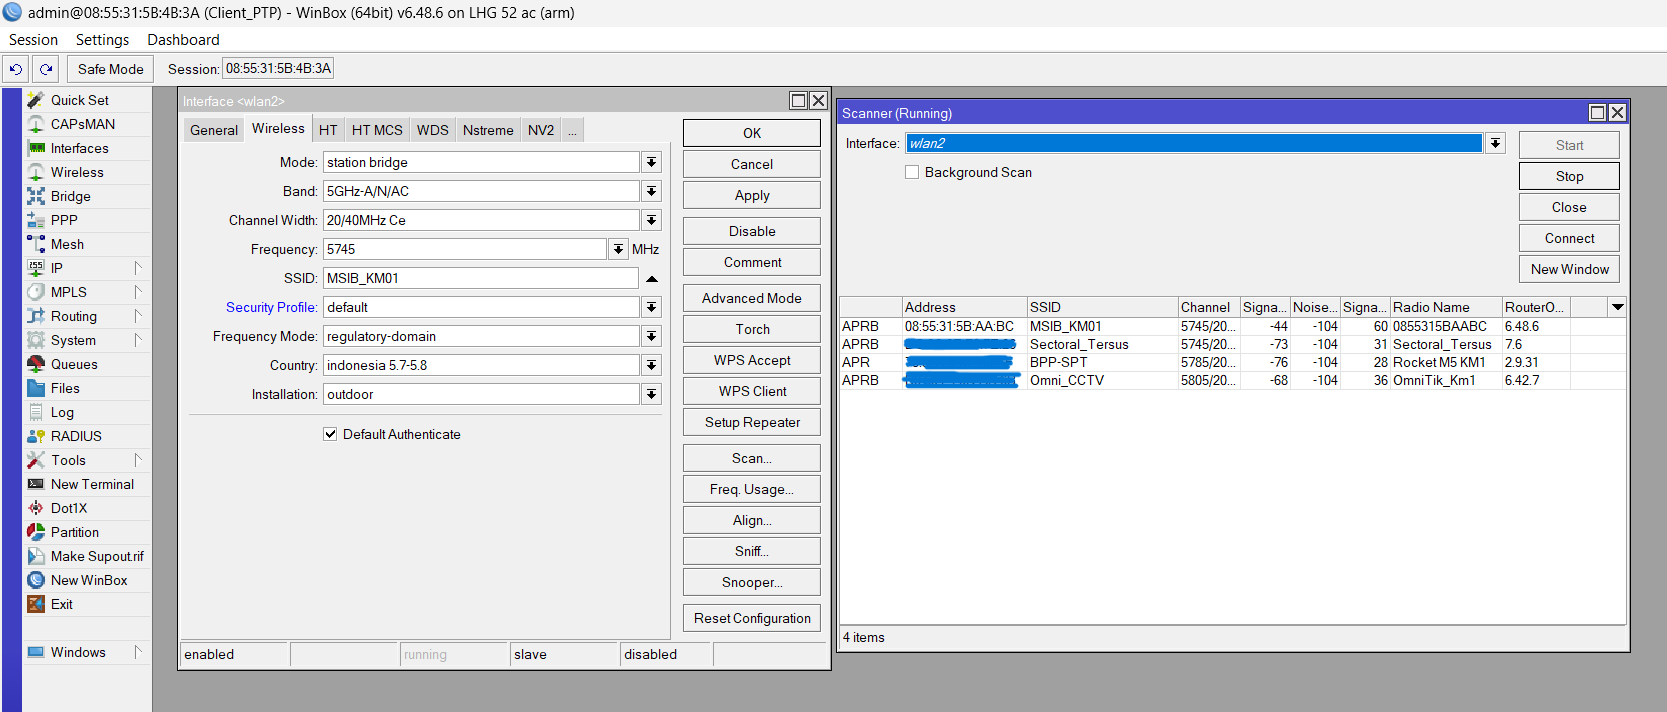 admin@08:55:31:5B:4B:3A (Client_PTP) - WinBox (64bit) v6.48.6 on LHG 52 ac (arm)
Session Settings Dashboard
Safe Mode Session: 08:55:31:5B:4B:3A
Quick Set
CAPsMAN
Interfaces
Wireless
Bridge
PPP
Mesh
IP
MPLS
Routing
System
Queues
Files
Log
RADIUS
Tools
New Terminal
Dot1X
Partition
Make Supout.rif
New WinBox
Exit
Windows
Interface <wlan2>
General Wireless HT HT MCS WDS Nstreme NV2 ...
Mode: station bridge
Band: 5GHz-A/N/AC
Channel Width: 20/40MHz Ce
Frequency: 5745 MHz
SSID: MSIB_KM01
Security Profile: default
Frequency Mode: regulatory-domain
Country: indonesia 5.7-5.8
Installation: outdoor
Default Authenticate
OK
Cancel
Apply
Disable
Comment
Advanced Mode
Torch
WPS Accept
WPS Client
Setup Repeater
Scan...
Freq. Usage...
Align...
Sniff...
Snooper...
Reset Configuration
enabled running slave disabled
Scanner (Running)
Interface: wlan2
Background Scan
Start
Stop
Close
Connect
New Window
Address SSID Channel Signa... Noise... Signa... Radio Name RouterO...
APRB 08:55:31:5B:AA:BC MSIB_KM01 5745/20... -44 -104 60 0855315BAABC 6.48.6
APRB Sectoral_Tersus 5745/20... -73 -104 31 Sectoral_Tersus 7.6
APR BPP-SPT 5785/20... -76 -104 28 Rocket M5 KM1 2.9.31
APRB Omni_CCTV 5805/20... -68 -104 36 OmniTik_Km1 6.42.7
4 items